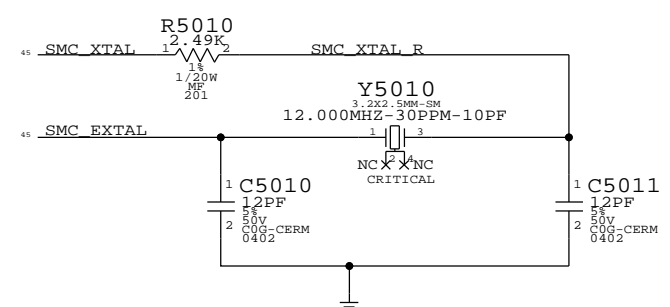 R5010
2.49K
45 SMC_XTAL 1 2 SMC_XTAL_R
1%
1/20W
MF
201
Y5010
3.2X2.5MM-SM
12.000MHZ-30PPM-10PF
45 SMC_EXTAL 1 3
NC 2 4 NC
CRITICAL
1 C5010
12PF
5%
50V
2 C0G-CERM
0402
1 C5011
12PF
5%
50V
2 C0G-CERM
0402